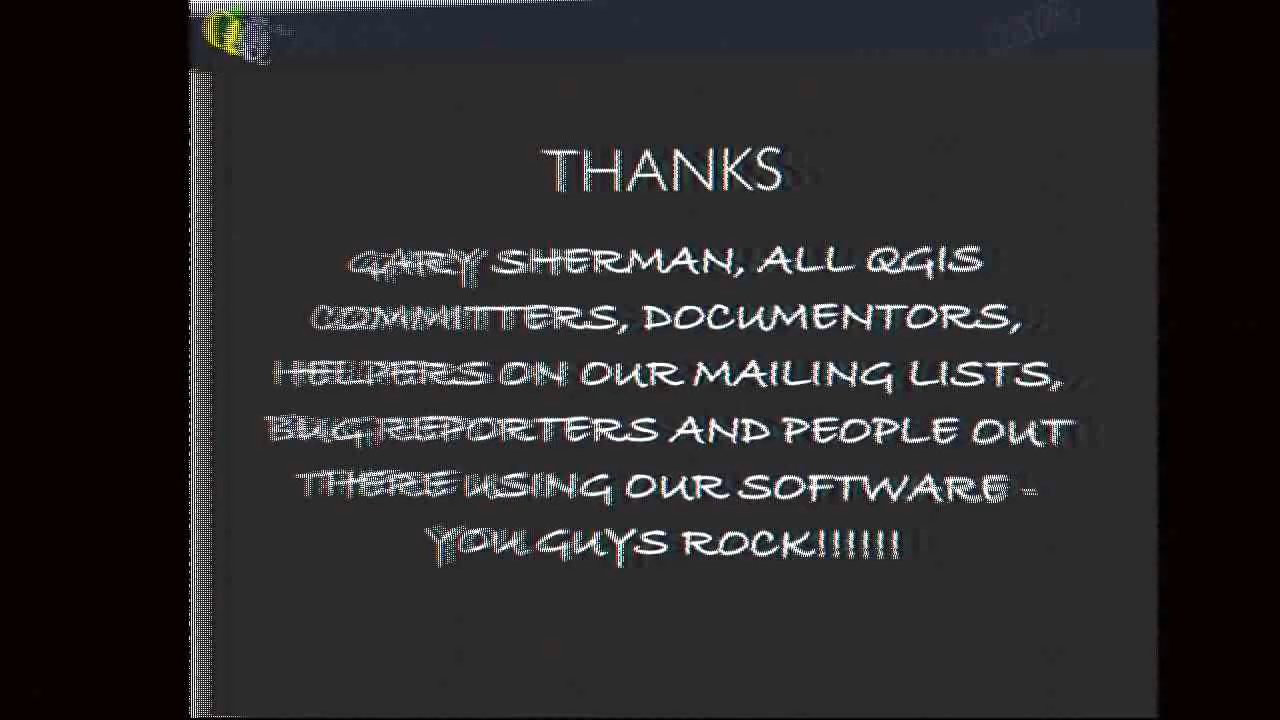 THANKS
GARY SHERMAN, ALL QGIS
COMMITTERS, DOCUMENTORS,
HELPERS ON OUR MAILING LISTS,
BUG REPORTERS AND PEOPLE OUT
THERE USING OUR SOFTWARE -
YOU GUYS ROCK!!!!!!